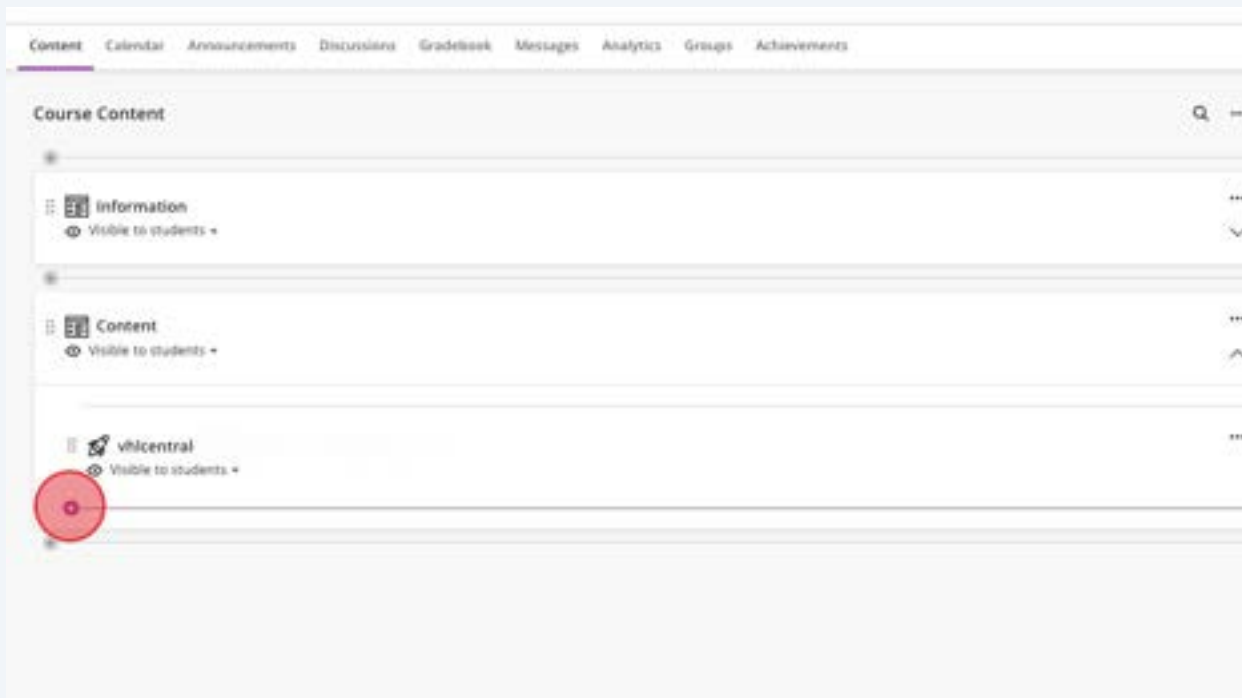 Content Calendar Announcements Discussions Gradebook Messages Analytics Groups Achievements
Course Content
Information
Visible to students
Content
Visible to students
vhlcentral
Visible to students